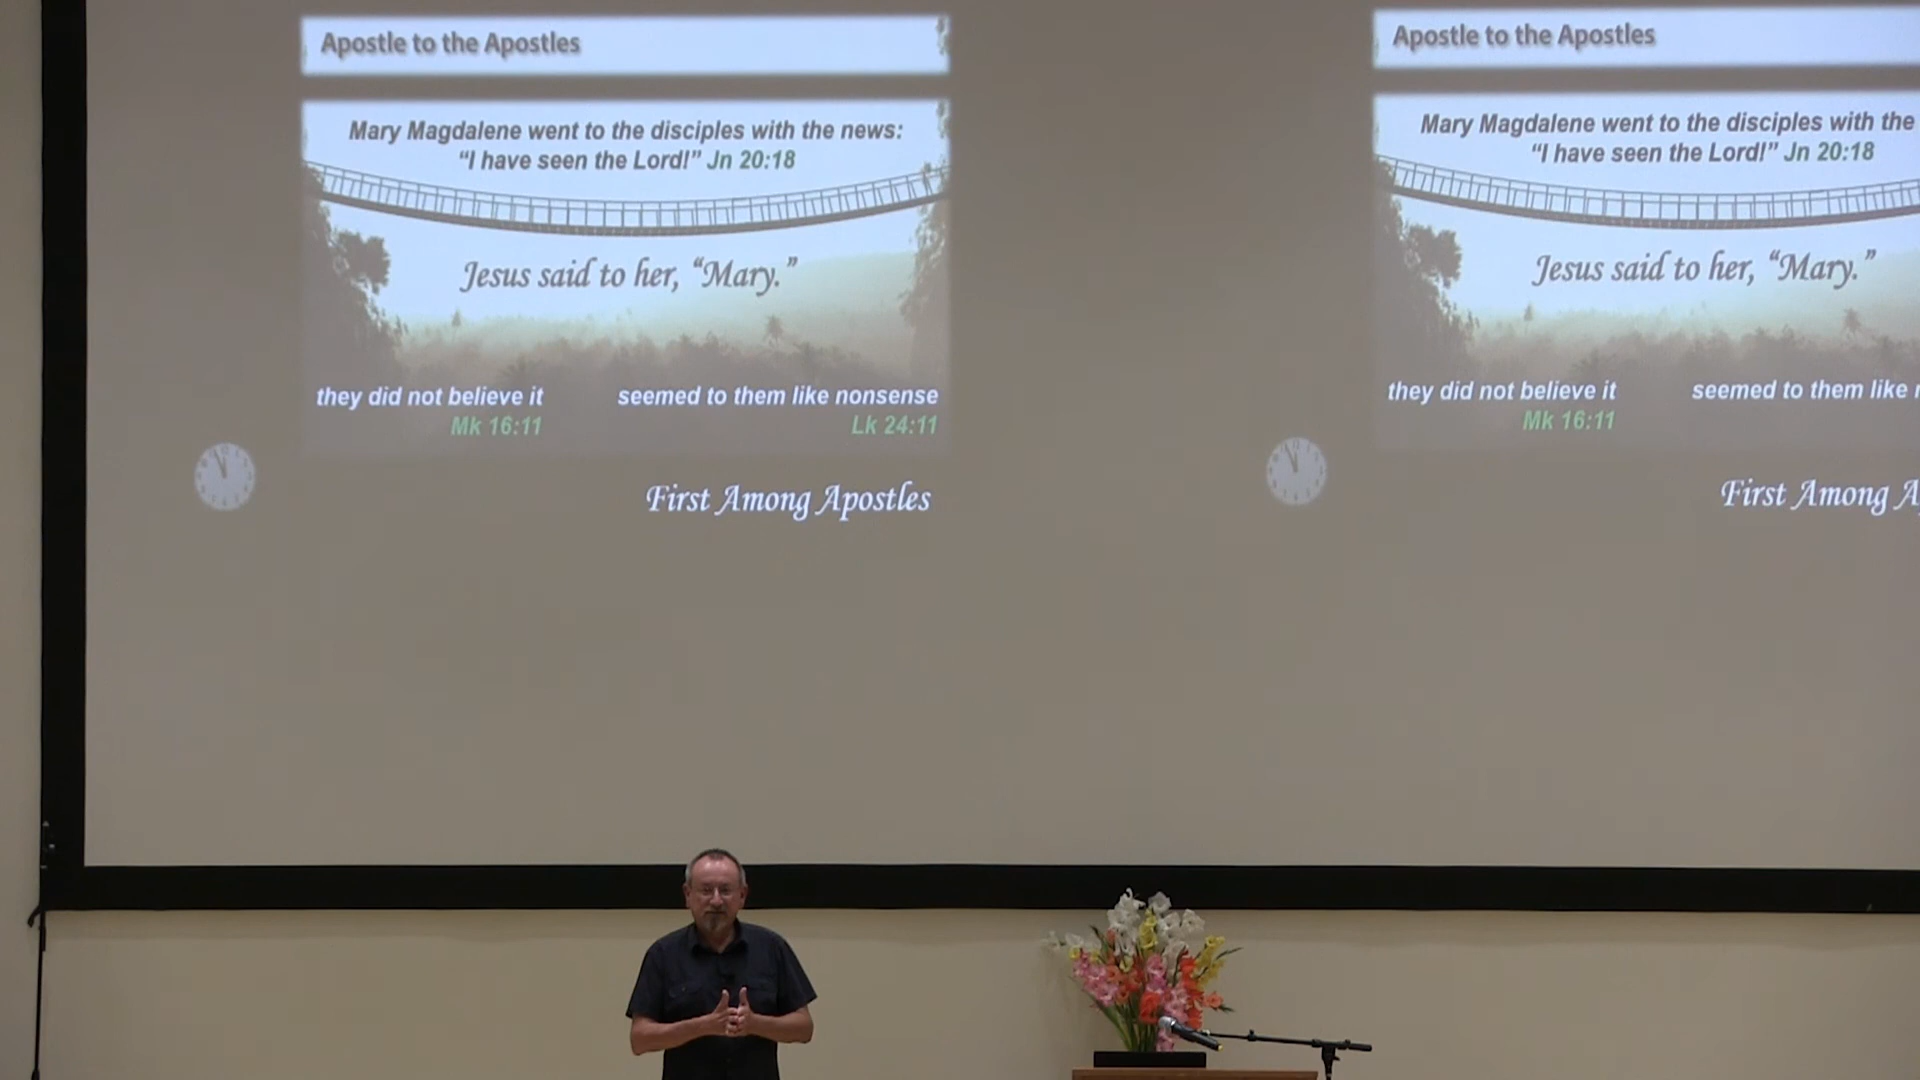 Apostle to the Apostles
Mary Magdalene went to the disciples with the news:
“I have seen the Lord!” Jn 20:18
Jesus said to her, “Mary.”
they did not believe it
Mk 16:11
seemed to them like nonsense
Lk 24:11
First Among Apostles
Apostle to the Apostles
Mary Magdalene went to the disciples with the
“I have seen the Lord!” Jn 20:18
Jesus said to her, “Mary.”
they did not believe it
Mk 16:11
seemed to them like
First Among